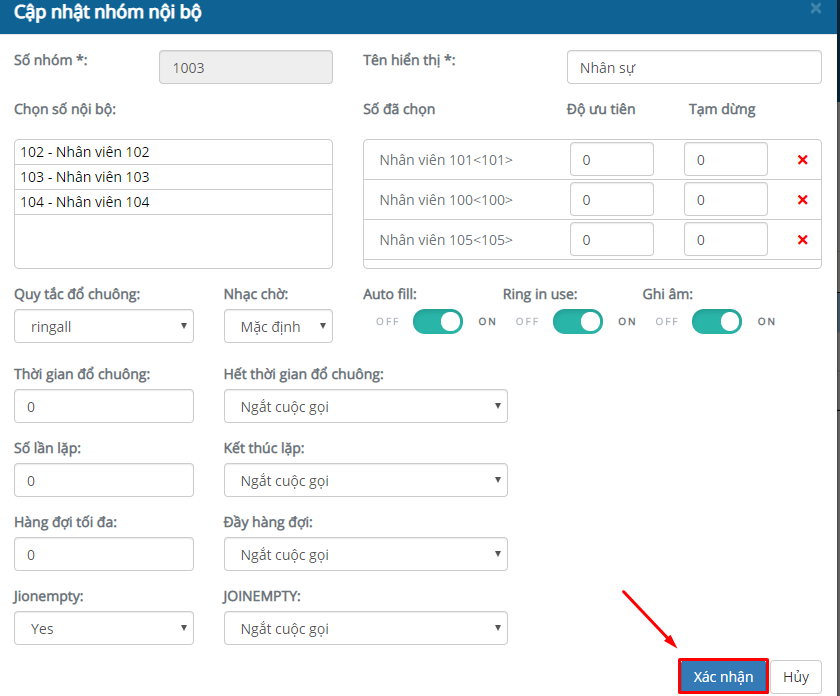 Cập nhật nhóm nội bộ ×
Số nhóm *: 1003 Tên hiển thị *: Nhân sự
Chọn số nội bộ: Số đã chọn Độ ưu tiên Tạm dừng
102 - Nhân viên 102
103 - Nhân viên 103
104 - Nhân viên 104
Nhân viên 101<101> 0 0
Nhân viên 100<100> 0 0
Nhân viên 105<105> 0 0
Quy tắc đổ chuông: Nhạc chờ: Auto fill: Ring in use: Ghi âm:
ringall Mặc định OFF ON OFF ON OFF ON
Thời gian đổ chuông: Hết thời gian đổ chuông:
0 Ngắt cuộc gọi
Số lần lặp: Kết thúc lặp:
0 Ngắt cuộc gọi
Hàng đợi tối đa: Đầy hàng đợi:
0 Ngắt cuộc gọi
Jionempty: JOINEMPTY:
Yes Ngắt cuộc gọi
Xác nhận Hủy